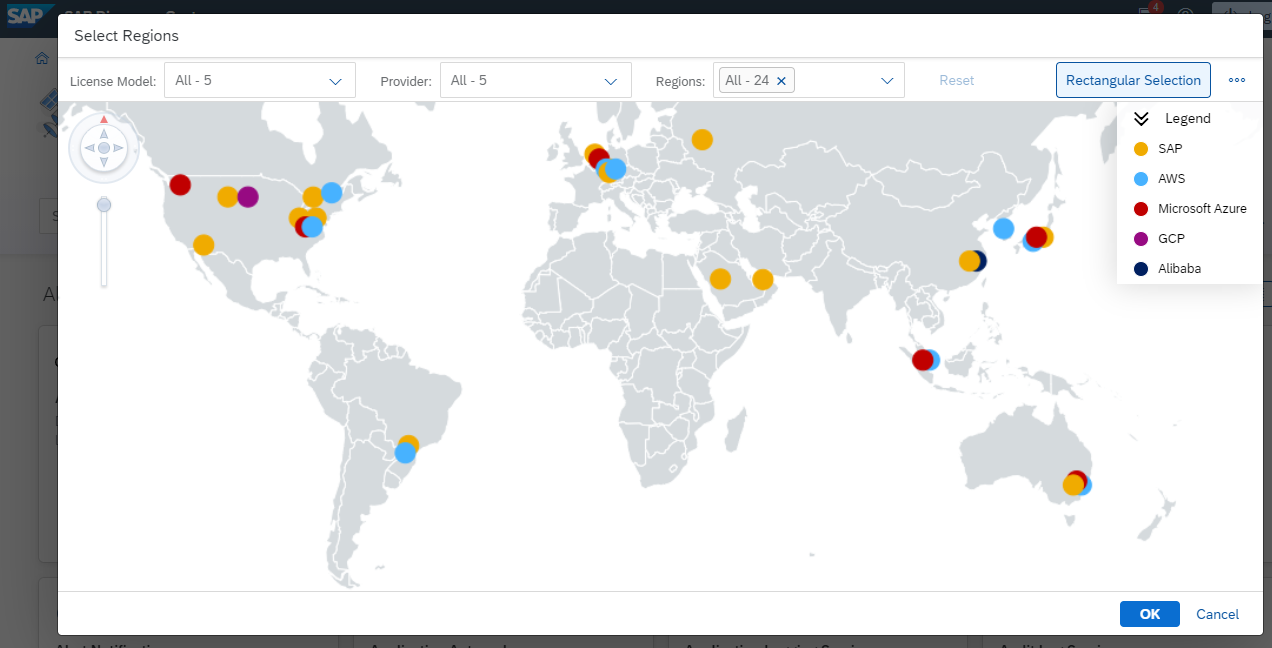 SAP
4
Select Regions
License Model: All - 5 Provider: All - 5 Regions: All - 24 Reset Rectangular Selection
Legend
SAP
AWS
Microsoft Azure
GCP
Alibaba
OK Cancel